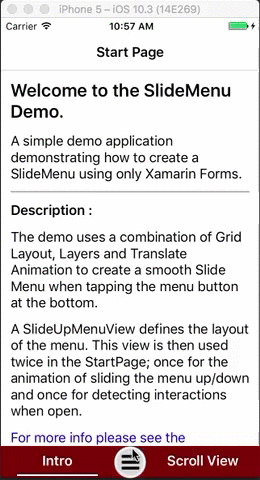 iPhone 5 – iOS 10.3 (14E269)
Carrier 10:57 AM
Start Page
Welcome to the SlideMenu
Demo.
A simple demo application
demonstrating how to create a
SlideMenu using only Xamarin Forms.
Description :
The demo uses a combination of Grid
Layout, Layers and Translate
Animation to create a smooth Slide
Menu when tapping the menu button
at the bottom.
A SlideUpMenuView defines the layout
of the menu. This view is then used
twice in the StartPage; once for the
animation of sliding the menu up/down
and once for detecting interactions
when open.
For more info please see the
Intro Scroll View